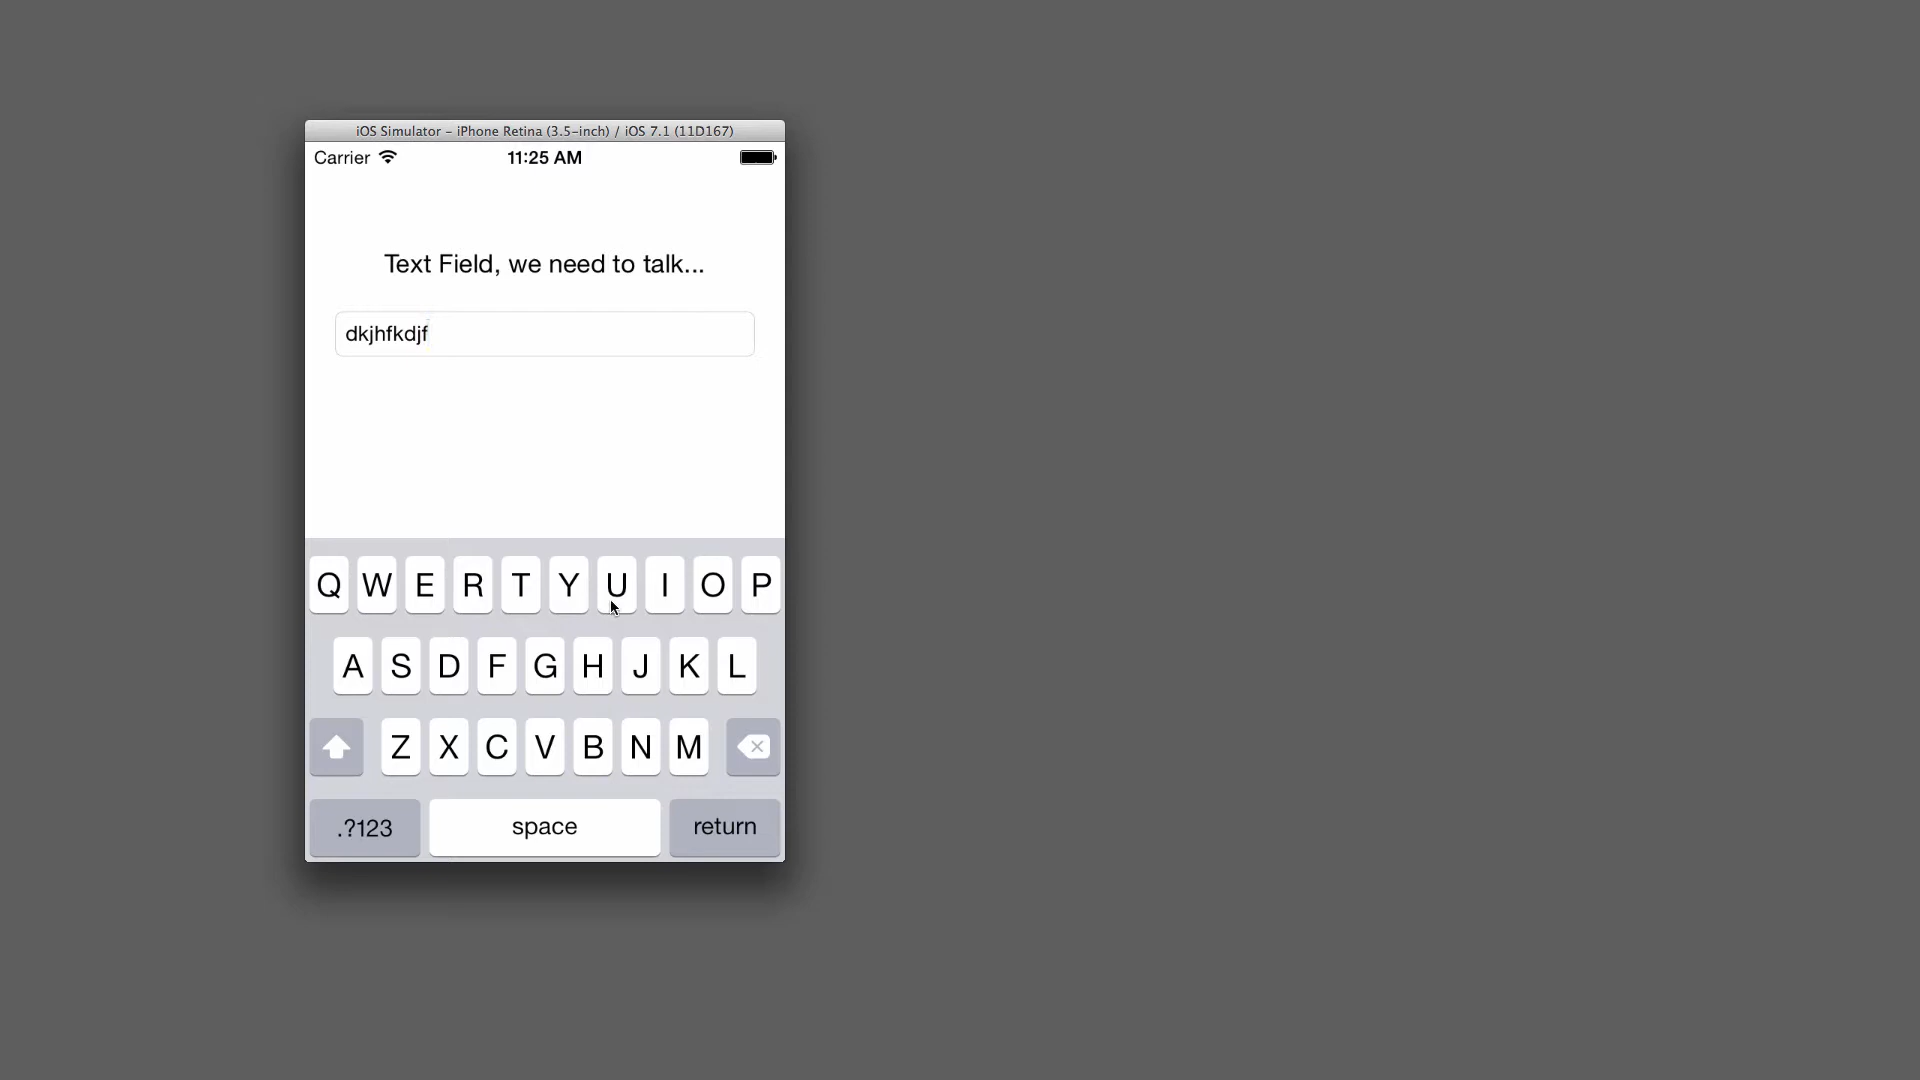 iOS Simulator – iPhone Retina (3.5-inch) / iOS 7.1 (11D167)
Carrier 11:25 AM
Text Field, we need to talk...
dkjhfkdjf
Q W E R T Y U I O P
A S D F G H J K L
Z X C V B N M
.?123 space return